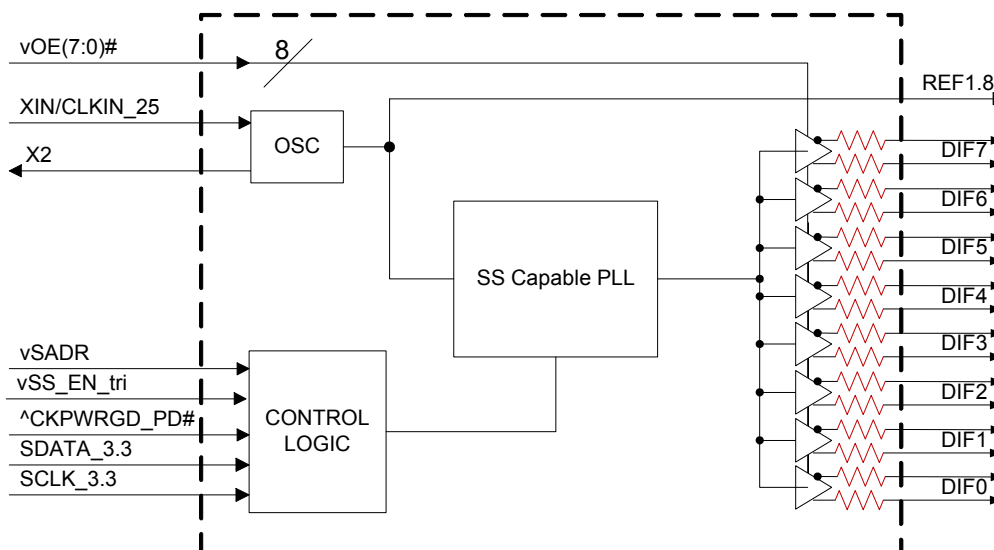 vOE(7:0)#
8
XIN/CLKIN_25
OSC
X2
REF1.8
DIF7
DIF6
DIF5
DIF4
DIF3
DIF2
DIF1
DIF0
SS Capable PLL
vSADR
vSS_EN_tri
^CKPWRGD_PD#
SDATA_3.3
SCLK_3.3
CONTROL
LOGIC